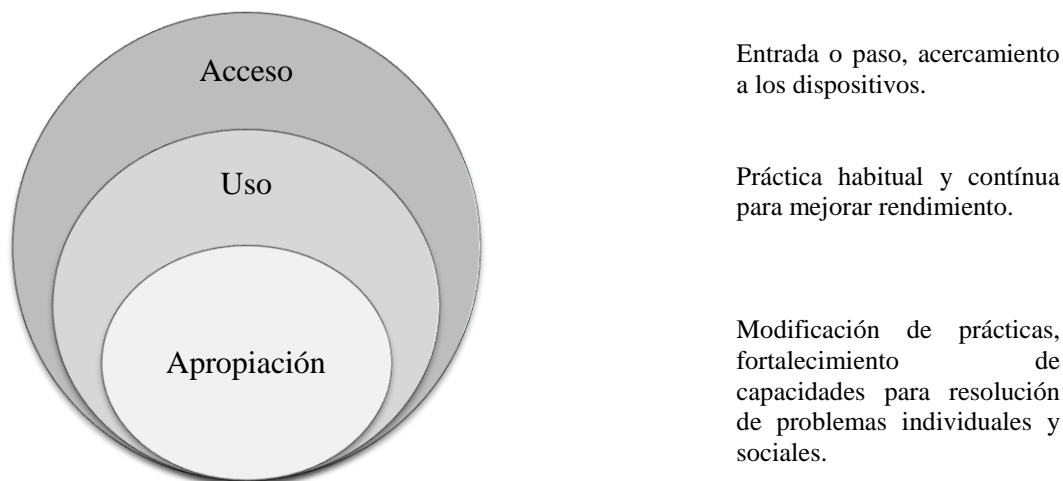 Acceso
Entrada o paso, acercamiento
a los dispositivos.
Uso
Práctica habitual y contínua
para mejorar rendimiento.
Apropiación
Modificación de prácticas,
fortalecimiento de
capacidades para resolución
de problemas individuales y
sociales.